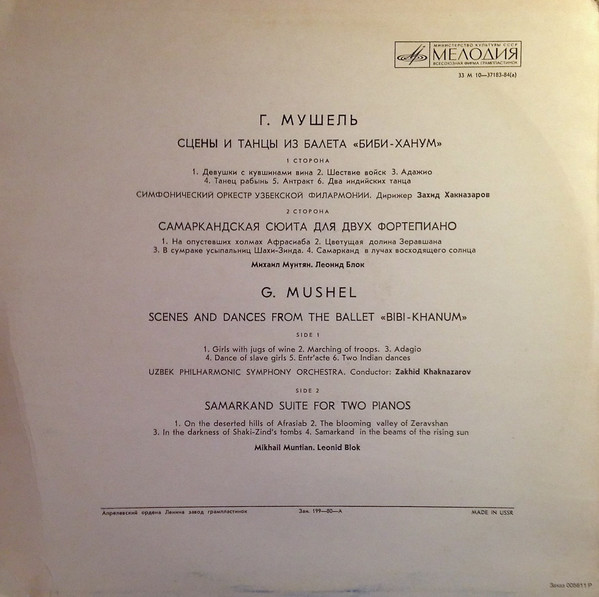 МИНИСТЕРСТВО КУЛЬТУРЫ СССР
МЕЛОДИЯ
ВСЕСОЮЗНАЯ ФИРМА ГРАМПЛАСТИНОК
33 М 10—37183-84(а)
Г. МУШЕЛЬ
СЦЕНЫ И ТАНЦЫ ИЗ БАЛЕТА «БИБИ-ХАНУМ»
1 СТОРОНА
1. Девушки с кувшинами вина 2. Шествие войск 3. Адажио
4. Танец рабынь 5. Антракт 6. Два индийских танца
СИМФОНИЧЕСКИЙ ОРКЕСТР УЗБЕКСКОЙ ФИЛАРМОНИИ. Дирижер Захид Хакназаров
2 СТОРОНА
САМАРКАНДСКАЯ СЮИТА ДЛЯ ДВУХ ФОРТЕПИАНО
1. На опустевших холмах Афрасиаба 2. Цветущая долина Зеравшана
3. В сумраке усыпальниц Шахи-Зинда. 4. Самарканд в лучах восходящего солнца
Михаил Мунтян. Леонид Блок
G. MUSHEL
SCENES AND DANCES FROM THE BALLET «BIBI-KHANUM»
SIDE 1
1. Girls with jugs of wine 2. Marching of troops. 3. Adagio
4. Dance of slave girls 5. Entr'acte 6. Two Indian dances
UZBEK PHILHARMONIC SYMPHONY ORCHESTRA. Conductor: Zakhid Khaknazarov
SIDE 2
SAMARKAND SUITE FOR TWO PIANOS
1. On the deserted hills of Afrasiab 2. The blooming valley of Zeravshan
3. In the darkness of Shaki-Zind's tombs 4. Samarkand in the beams of the rising sun
Mikhail Muntian. Leonid Blok
Апрелевский ордена Ленина завод грампластинок Зак. 199—80—А MADE IN USSR
Заказ 005811 Р